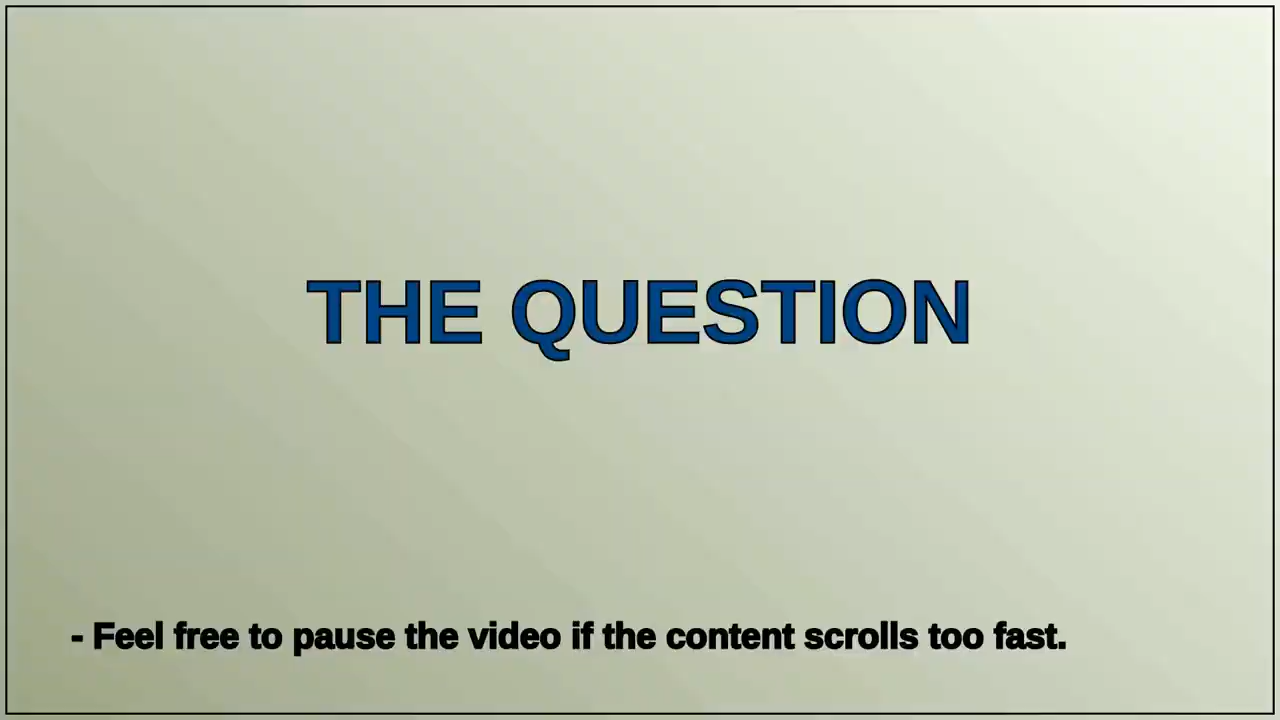 THE QUESTION
- Feel free to pause the video if the content scrolls too fast.